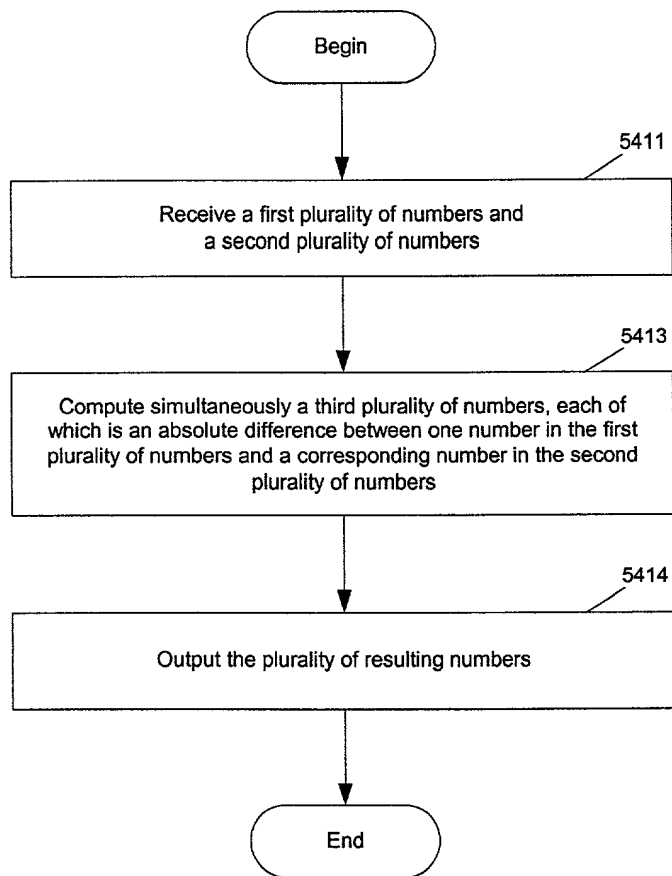 Begin
5411
Receive a first plurality of numbers and
a second plurality of numbers
5413
Compute simultaneously a third plurality of numbers, each of
which is an absolute difference between one number in the first
plurality of numbers and a corresponding number in the second
plurality of numbers
5414
Output the plurality of resulting numbers
End